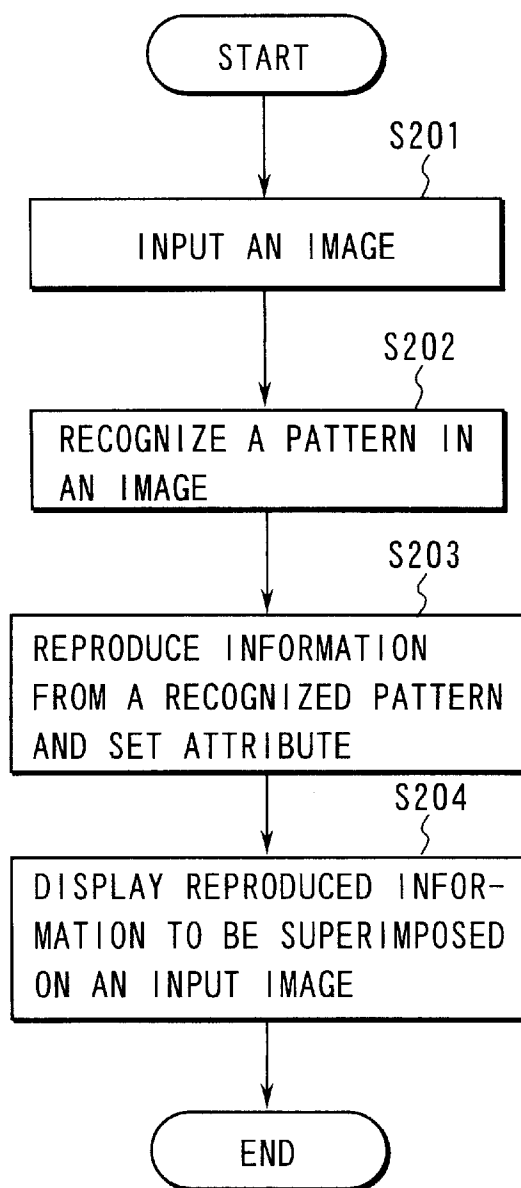 START
S201
INPUT AN IMAGE
S202
RECOGNIZE A PATTERN IN
AN IMAGE
S203
REPRODUCE INFORMATION
FROM A RECOGNIZED PATTERN
AND SET ATTRIBUTE
S204
DISPLAY REPRODUCED INFOR-
MATION TO BE SUPERIMPOSED
ON AN INPUT IMAGE
END